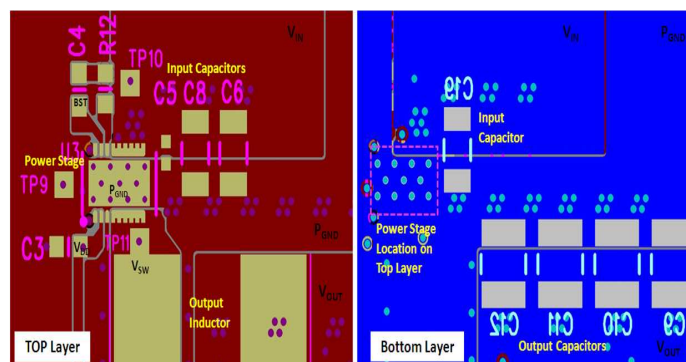 C4
R12
TP10
V_IN
Input Capacitors
C5 C8 C6
BST
U3
Power Stage
TP9
P_GND
C3
TP11
P_GND
V_SW
V_OUT
Output
Inductor
TOP Layer
V_IN
P_GND
C19
Input
Capacitor
Power Stage
Location on
Top Layer
C12 C11 C10 C9
V_OUT
Output Capacitors
Bottom Layer